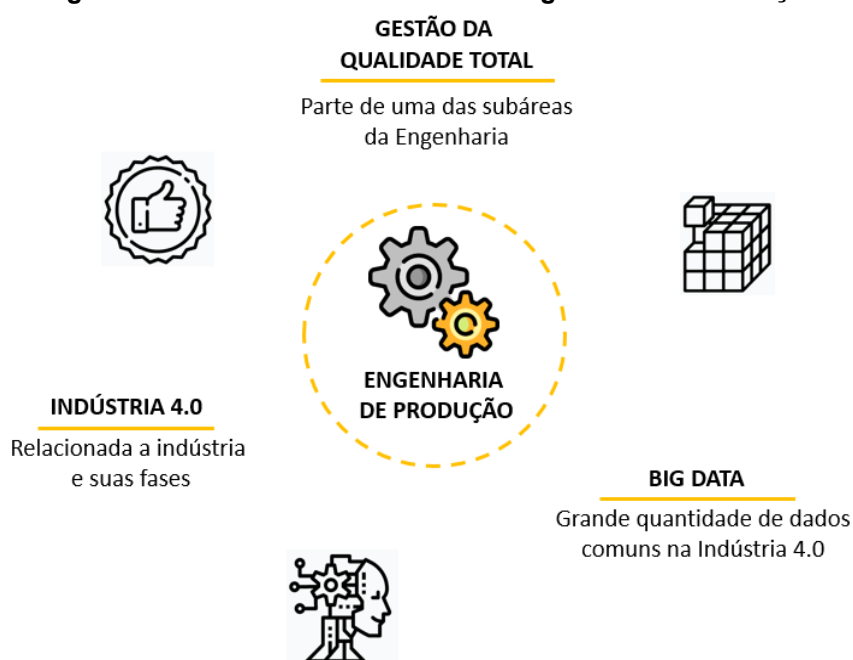 GESTÃO DA
QUALIDADE TOTAL
Parte de uma das subáreas
da Engenharia
ENGENHARIA
DE PRODUÇÃO
INDÚSTRIA 4.0
Relacionada a indústria
e suas fases
BIG DATA
Grande quantidade de dados
comuns na Indústria 4.0